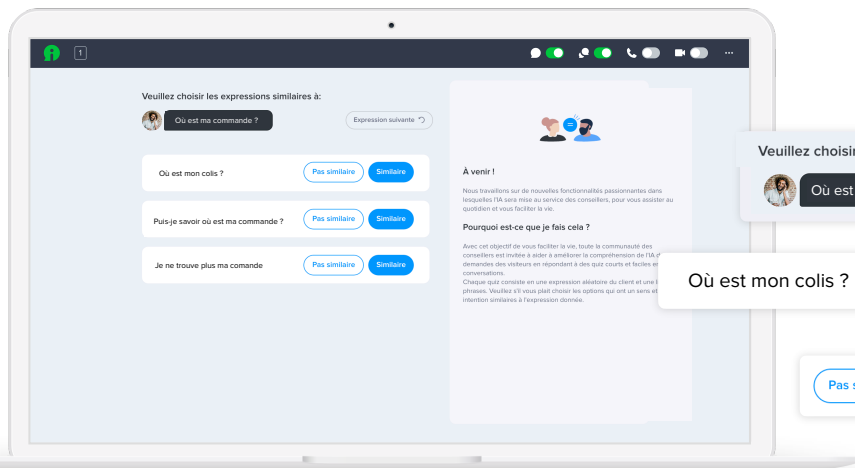 1
Veuillez choisir les expressions similaires à:
Où est ma commande ?
Expression suivante
Où est mon colis ?
Pas similaire
Similaire
Puis-je savoir où est ma commande ?
Pas similaire
Similaire
Je ne trouve plus ma comande
Pas similaire
Similaire
À venir !
Nous travaillons sur de nouvelles fonctionnalités passionnantes dans
lesquelles l'IA sera mise au service des conseillers, pour vous assister au
quotidien et vous faciliter la vie.
Pourquoi est-ce que je fais cela ?
Avec cet objectif de vous faciliter la vie, toute la communauté des
conseillers est invitée à aider à améliorer la compréhension de l'IA
demandes des visiteurs en répondant à des quiz courts et faciles
conversations.
Chaque quiz consiste en une expression aléatoire du client et une
phrases. Veuillez s'il vous plait choisir les options qui ont un sens et
intention similaires à l'expression donnée.
Veuillez choisir
Où est
Où est mon colis ?
Pas